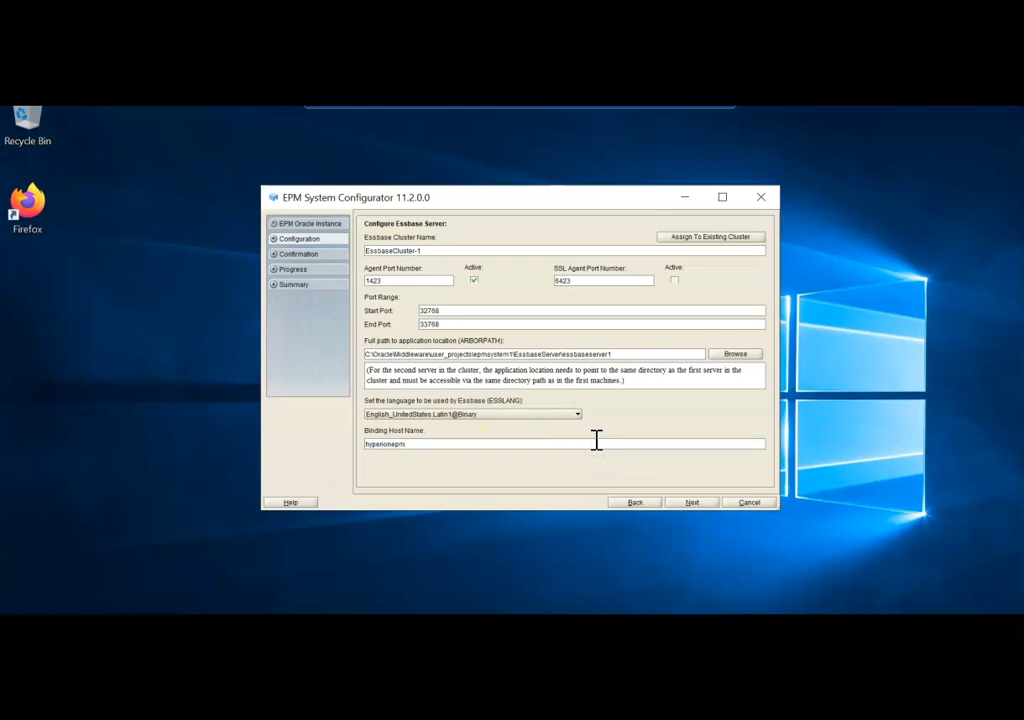 Recycle Bin
Firefox
EPM System Configurator 11.2.0.0
EPM Oracle Instance
Configuration
Confirmation
Progress
Summary
Configure Essbase Server:
Essbase Cluster Name:
Assign To Existing Cluster
EssbaseCluster-1
Agent Port Number: Active: SSL Agent Port Number: Active:
1423 6423
Port Range:
Start Port: 32768
End Port: 33768
Full path to application location (ARBORPATH):
C:\Oracle\Middleware\user_projects\epmsystem1\EssbaseServer\essbaseserver1 Browse
(For the second server in the cluster, the application location needs to point to the same directory as the first server in the
cluster and must be accessible via the same directory path as in the first machines.)
Set the language to be used by Essbase (ESSLANG):
English_UnitedStates.Latin1@Binary
Binding Host Name:
hyperionepm
Help Back Next Cancel